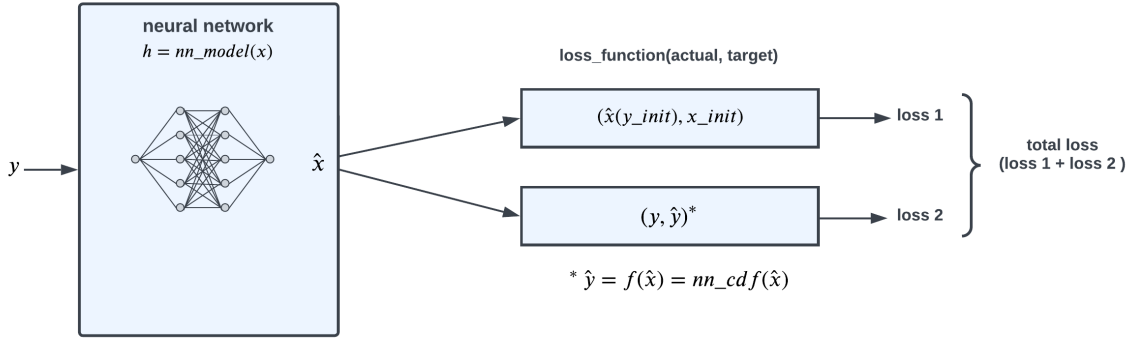 neural network
h = nn_model(x)
y
x̂
loss_function(actual, target)
(x̂(y_init), x_init)
loss 1
(y, ŷ)*
loss 2
* ŷ = f(x̂) = nn_cdf(x̂)
total loss
(loss 1 + loss 2 )